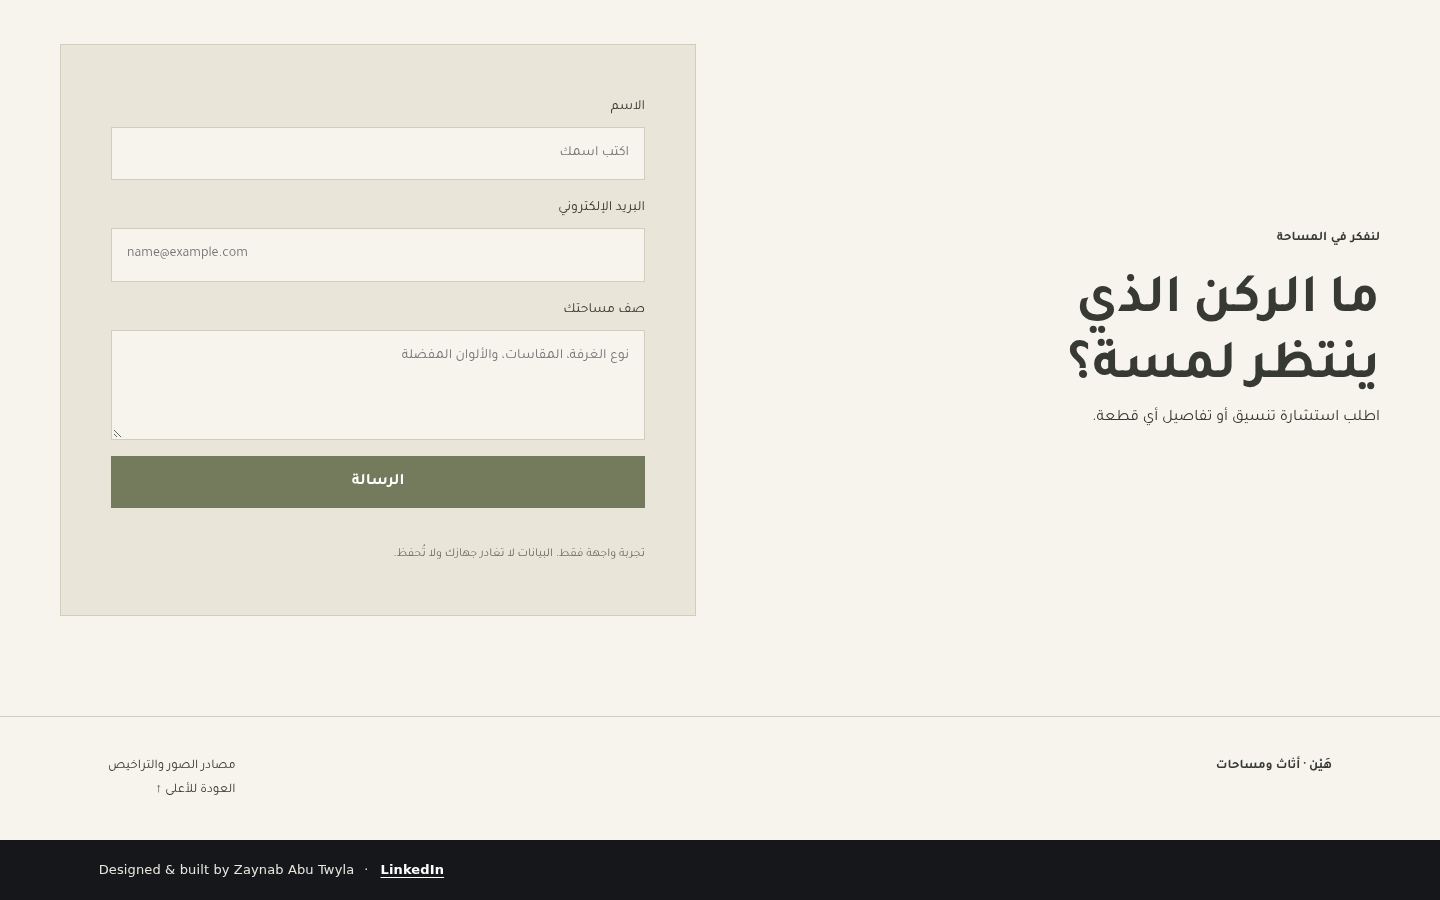 لنفكر في المساحة
ما الركن الذي
ينتظر لمسة؟
اطلب استشارة تنسيق أو تفاصيل أي قطعة.
الاسم
اكتب اسمك
البريد الإلكتروني
name@example.com
صف مساحتك
نوع الغرفة، المقاسات، والألوان المفضلة
الرسالة
تجربة واجهة فقط. البيانات لا تغادر جهازك ولا تُحفظ.
هَيْن · أثاث ومساحات
مصادر الصور والتراخيص
العودة للأعلى ↑
Designed & built by Zaynab Abu Twyla · LinkedIn